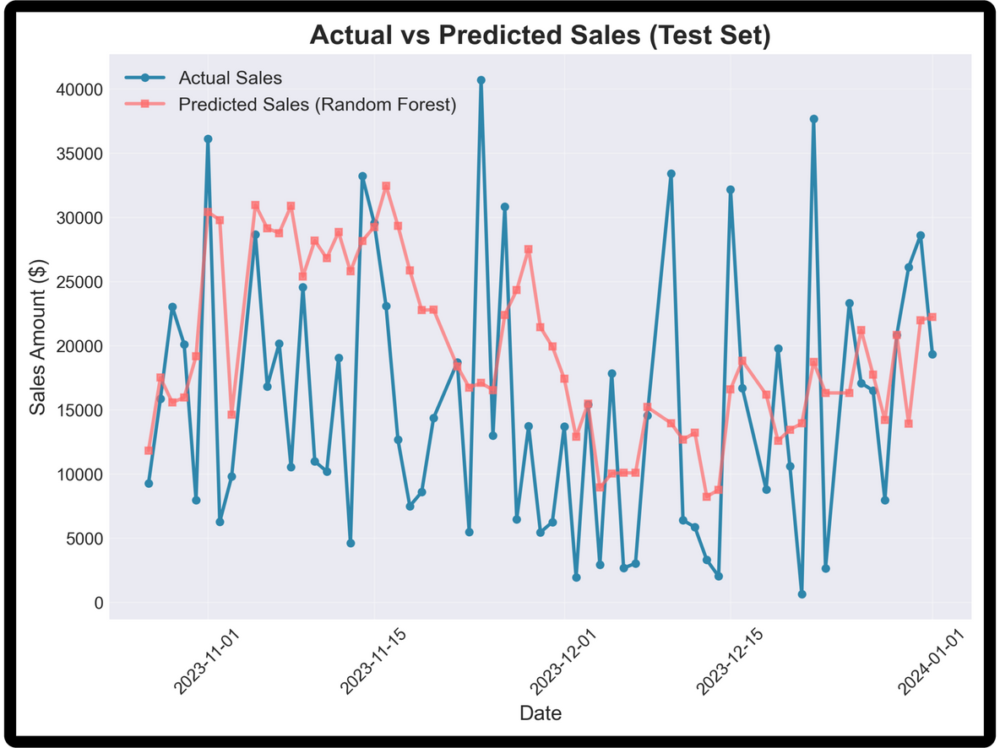 Actual vs Predicted Sales (Test Set)
Actual Sales
Predicted Sales (Random Forest)
Sales Amount ($)
40000
35000
30000
25000
20000
15000
10000
5000
0
2023-11-01
2023-11-15
2023-12-01
2023-12-15
2024-01-01
Date